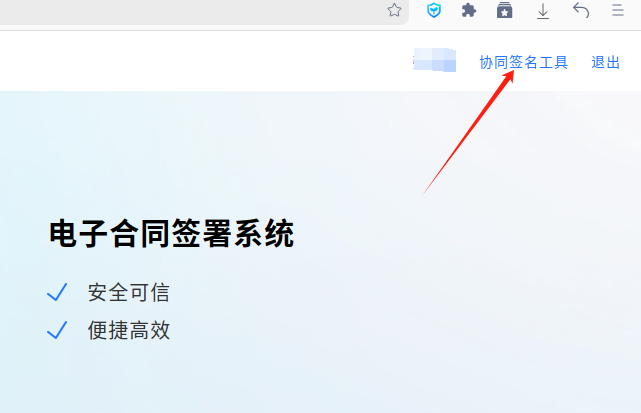 协同签名工具 退出
电子合同签署系统
安全可信
便捷高效